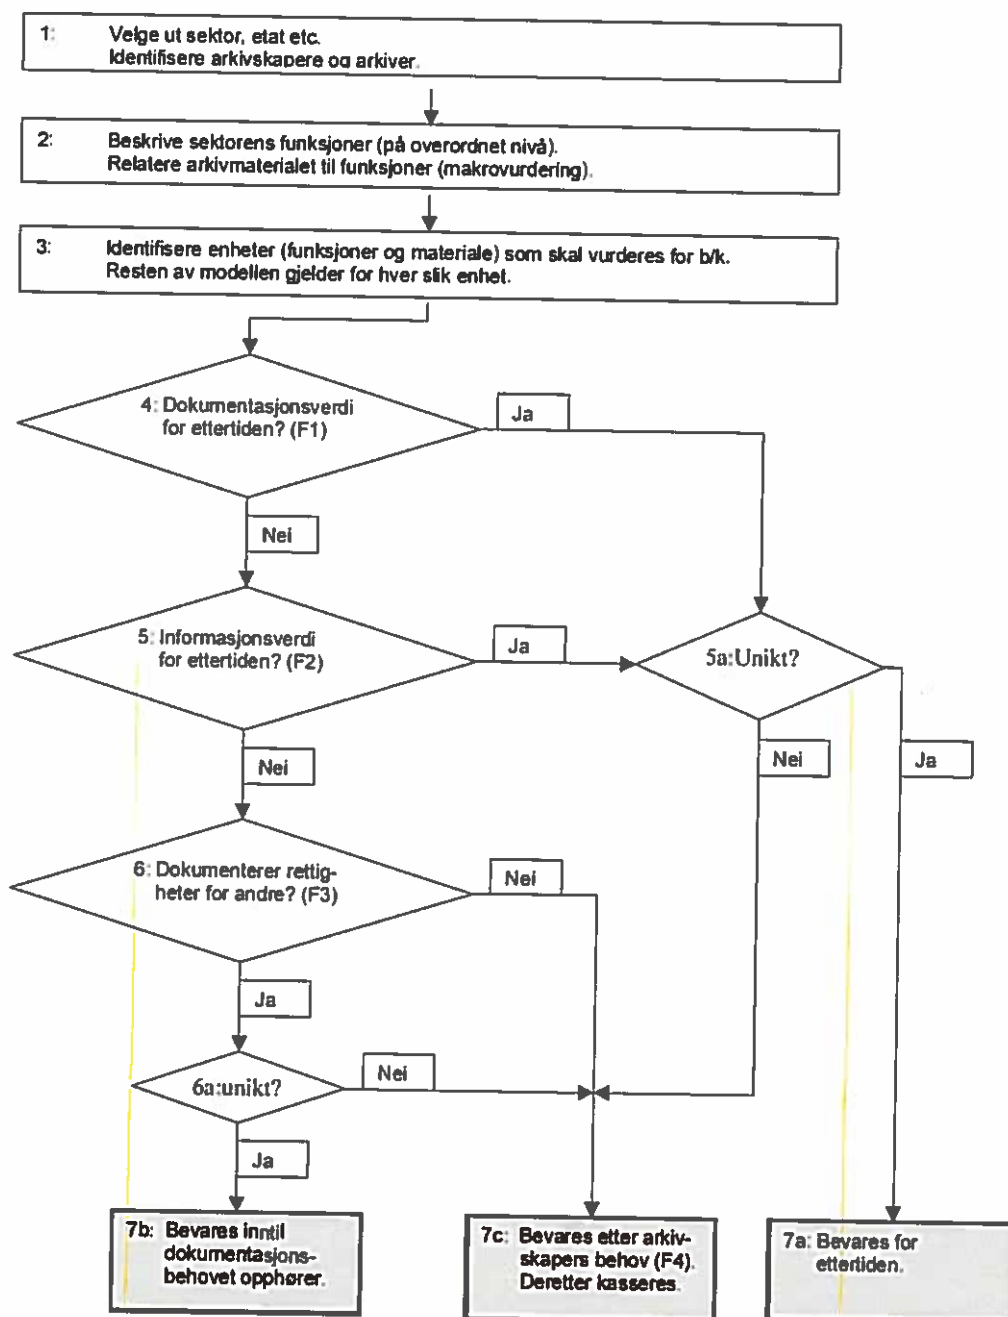 1: Velge ut sektor, etat etc.
Identifisere arkivskapere og arkiver.
2: Beskrive sektorens funksjoner (på overordnet nivå).
Relatere arkivmaterialet til funksjoner (makrovurdering).
3: Identifisere enheter (funksjoner og materiale) som skal vurderes for b/k.
Resten av modellen gjelder for hver slik enhet.
4: Dokumentasjonsverdi
for ettertiden? (F1)
Ja
Nei
5: Informasjonsverdi
for ettertiden? (F2)
Ja
5a:Unikt?
Nei
Nei
Ja
6: Dokumenterer rettig-
heter for andre? (F3)
Nei
Ja
6a:unikt?
Nei
Ja
7b: Bevares inntil
dokumentasjons-
behovet opphører.
7c: Bevares etter arkiv-
skapers behov (F4).
Deretter kasseres.
7a: Bevares for
ettertiden.